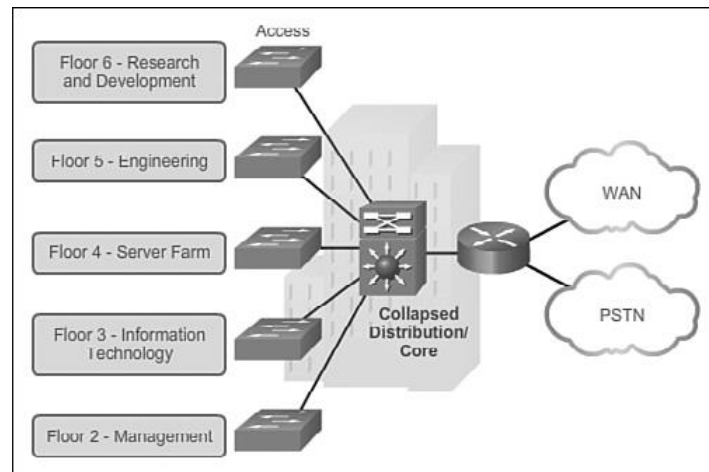 Access
Floor 6 - Research
and Development
Floor 5 - Engineering
Floor 4 - Server Farm
Floor 3 - Information
Technology
Floor 2 - Management
Collapsed
Distribution/
Core
WAN
PSTN